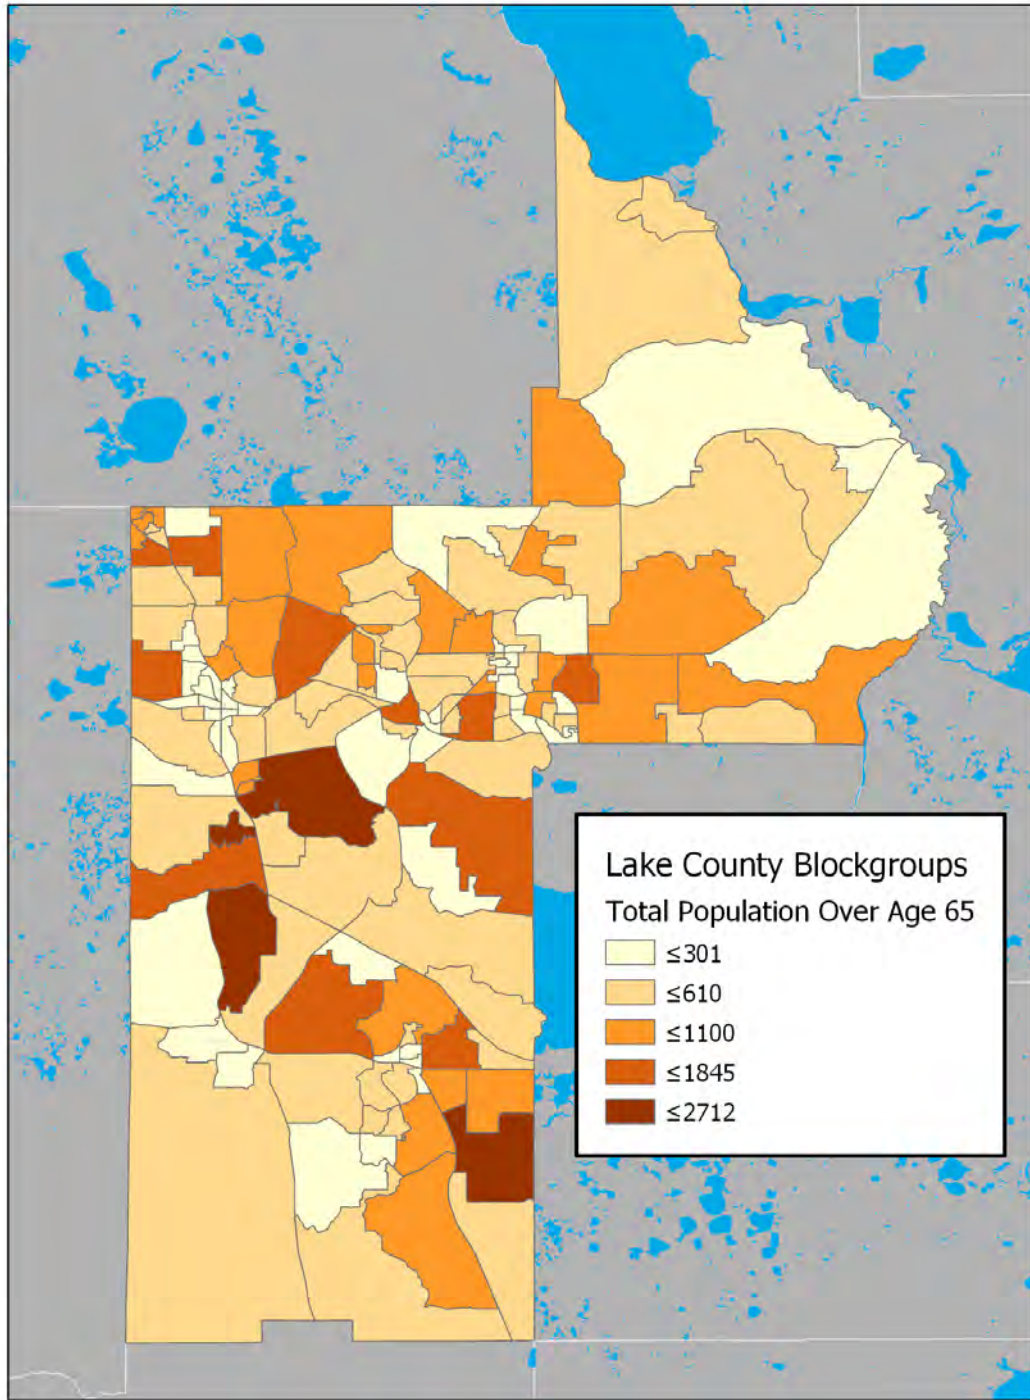 Lake County Blockgroups
Total Population Over Age 65
≤301
≤610
≤1100
≤1845
≤2712